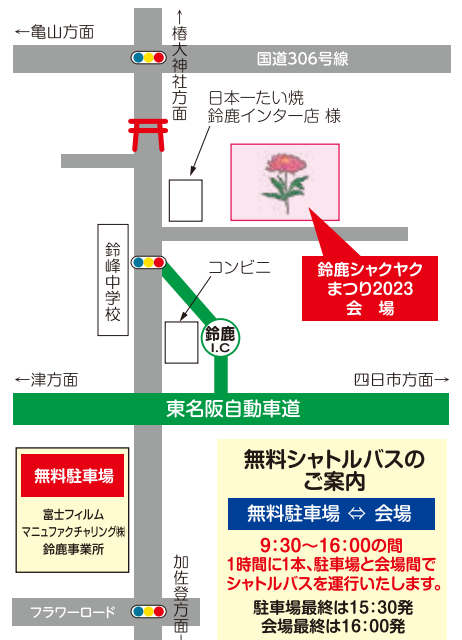 ←亀山方面
←椿大神社方面
国道306号線
日本一たい焼
鈴鹿インター店 様
鈴峰中学校
コンビニ
鈴鹿シャクヤク
まつり2023
会 場
鈴鹿
I.C
←津方面
四日市方面→
東名阪自動車道
無料駐車場
富士フイルム
マニュファクチャリング㈱
鈴鹿事業所
無料シャトルバスの
ご案内
無料駐車場 ⇔ 会場
9:30〜16:00の間
1時間に1本、駐車場と会場間で
シャトルバスを運行いたします。
駐車場最終は15:30発
会場最終は16:00発
加佐登方面→
フラワーロード